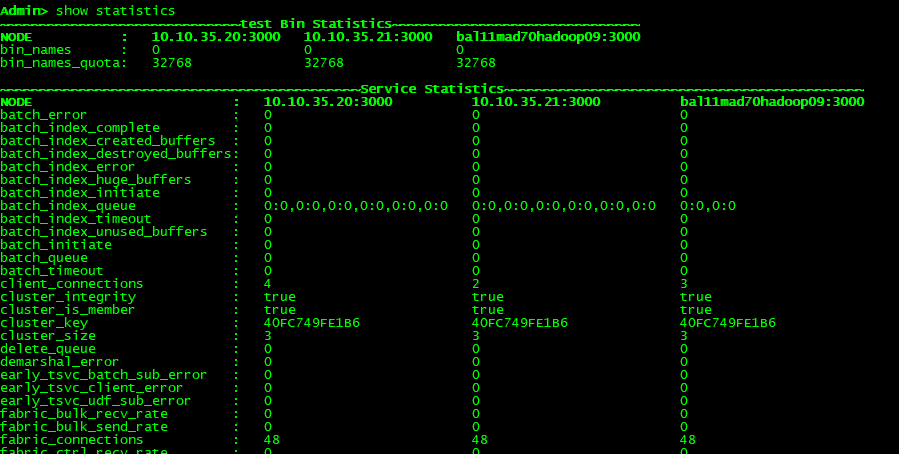 Admin> show statistics
~~~~~~~~~~~~~~~~~~~~~~~~~~~~~~test Bin Statistics~~~~~~~~~~~~~~~~~~~~~~~~~~~~~~~
NODE : 10.10.35.20:3000 10.10.35.21:3000 bal11mad70hadoop09:3000
bin_names : 0 0 0
bin_names_quota: 32768 32768 32768
~~~~~~~~~~~~~~~~~~~~~~~~~~~~~~~~~~~~~~~~~~~~~Service Statistics~~~~~~~~~~~~~~~~~~~~~~~~~~~~~~~~~~~~~~~~~~~~~
NODE : 10.10.35.20:3000 10.10.35.21:3000 bal11mad70hadoop09:3000
batch_error : 0 0 0
batch_index_complete : 0 0 0
batch_index_created_buffers : 0 0 0
batch_index_destroyed_buffers: 0 0 0
batch_index_error : 0 0 0
batch_index_huge_buffers : 0 0 0
batch_index_initiate : 0 0 0
batch_index_queue : 0:0,0:0,0:0,0:0,0:0,0:0 0:0,0:0,0:0,0:0,0:0,0:0 0:0,0:0
batch_index_timeout : 0 0 0
batch_index_unused_buffers : 0 0 0
batch_initiate : 0 0 0
batch_queue : 0 0 0
batch_timeout : 0 0 0
client_connections : 4 2 3
cluster_integrity : true true true
cluster_is_member : true true true
cluster_key : 40FC749FE1B6 40FC749FE1B6 40FC749FE1B6
cluster_size : 3 3 3
delete_queue : 0 0 0
demarshal_error : 0 0 0
early_tsvc_batch_sub_error : 0 0 0
early_tsvc_client_error : 0 0 0
early_tsvc_udf_sub_error : 0 0 0
fabric_bulk_recv_rate : 0 0 0
fabric_bulk_send_rate : 0 0 0
fabric_connections : 48 48 48
fabric_ctrl_recv_rate : 0 0 0